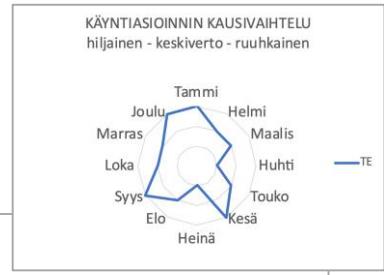 KÄYNTIASIOINNIN KAUSIVAIHTELU
hiljainen - keskiverto - ruuhkainen
Tammi
Helmi
Maalis
Huhti
Touko
Kesä
Heinä
Elo
Syys
Loka
Marras
Joulu
TE